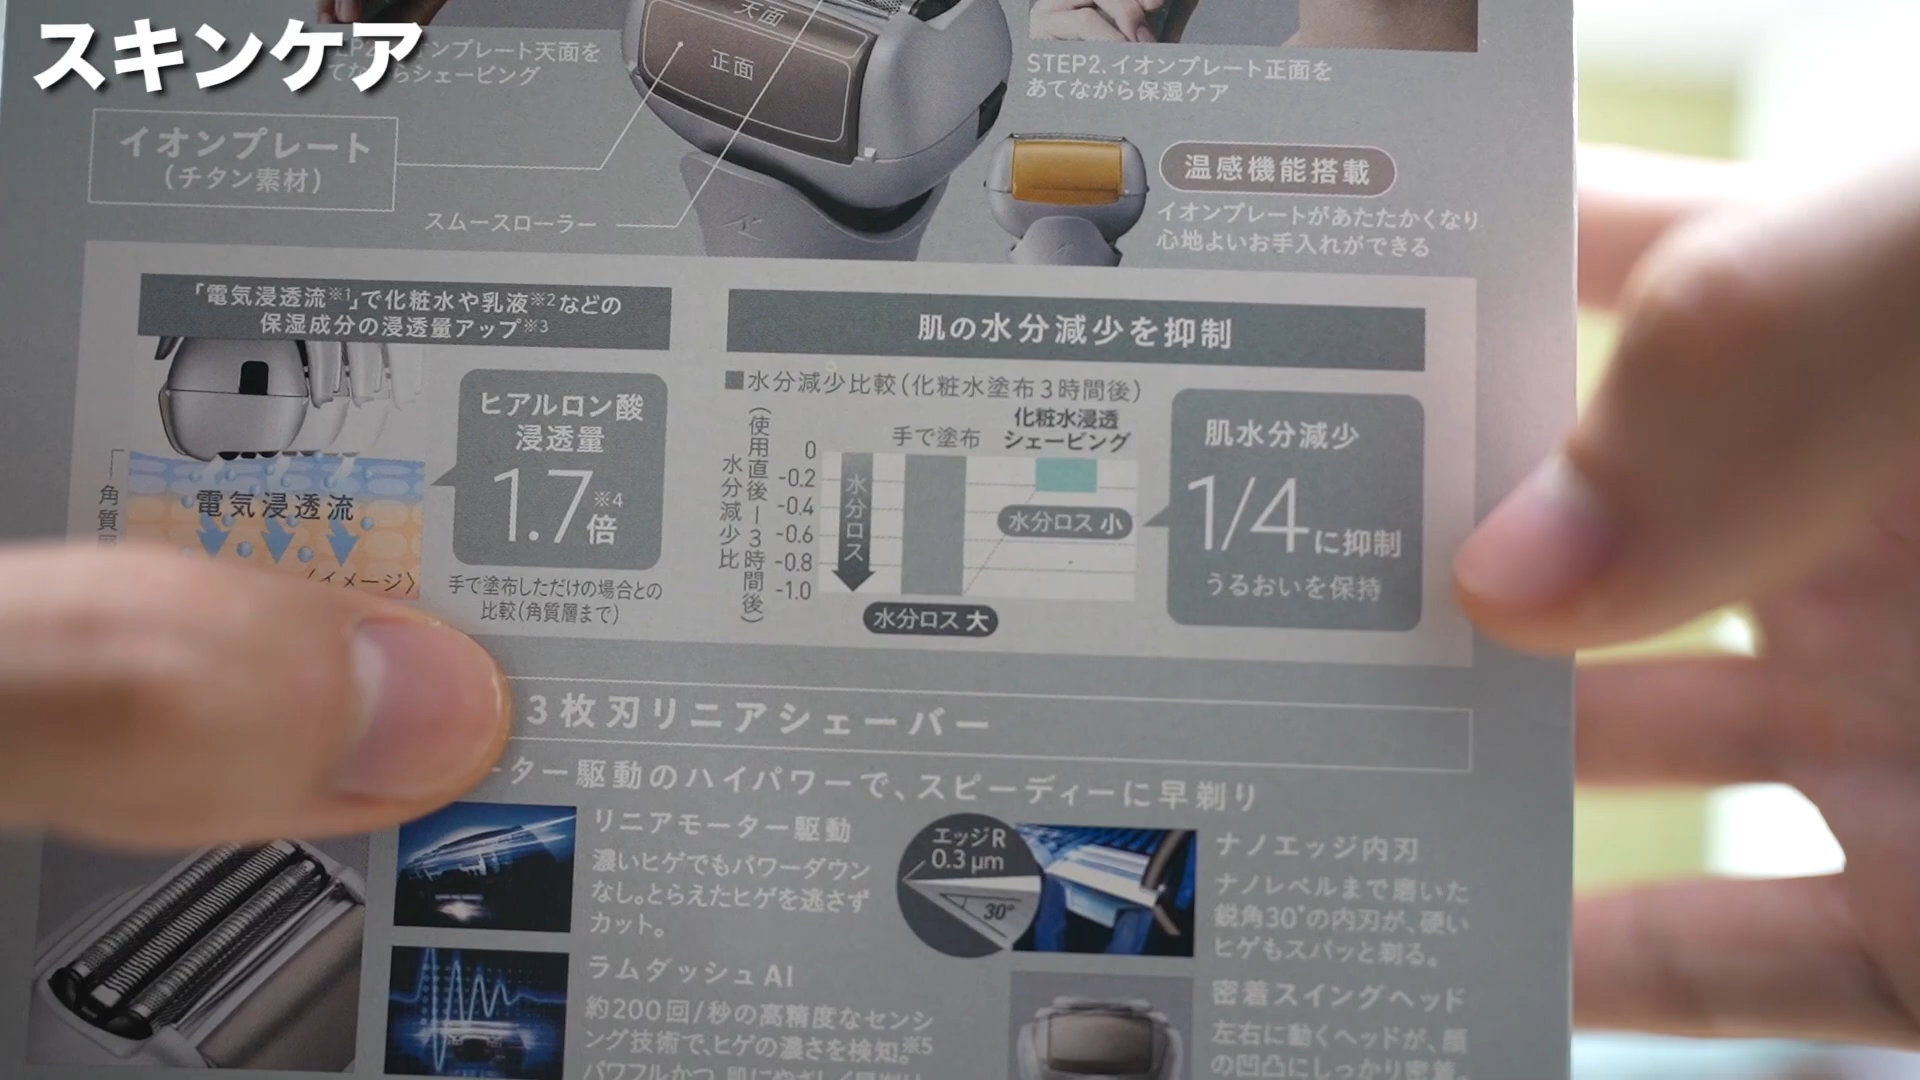 スキンケア
天面
正面
イオンプレート天面を
シェービング
STEP2.イオンプレート正面を
あてながら保湿ケア
イオンプレート
(チタン素材)
スムースローラー
温感機能搭載
イオンプレートがあたたかくなり
心地よいお手入れができる
「電気浸透流※1」で化粧水や乳液※2などの
保湿成分の浸透量アップ※3
角質層
電気浸透流
〈イメージ〉
ヒアルロン酸
浸透量
1.7倍※4
手で塗布しただけの場合との
比較(角質層まで)
肌の水分減少を抑制
■水分減少比較(化粧水塗布3時間後)
水分減少比
(使用直後ー3時間後)
0
-0.2
-0.4
-0.6
-0.8
-1.0
水分ロス
手で塗布
化粧水浸透
シェービング
水分ロス 小
水分ロス 大
肌水分減少
1/4に抑制
うるおいを保持
3枚刃リニアシェーバー
ター駆動のハイパワーで、スピーディーに早剃り
リニアモーター駆動
濃いヒゲでもパワーダウン
なし。とらえたヒゲを逃さず
カット。
エッジR
0.3μm
30°
ナノエッジ内刃
ナノレベルまで磨いた
鋭角30°の内刃が、硬い
ヒゲもスパッと剃る。
ラムダッシュAI
約200回/秒の高精度なセンシ
ング技術で、ヒゲの濃さを検知。※5
密着スイングヘッド
左右に動くヘッドが、顔
の凹凸にしっかり密着。